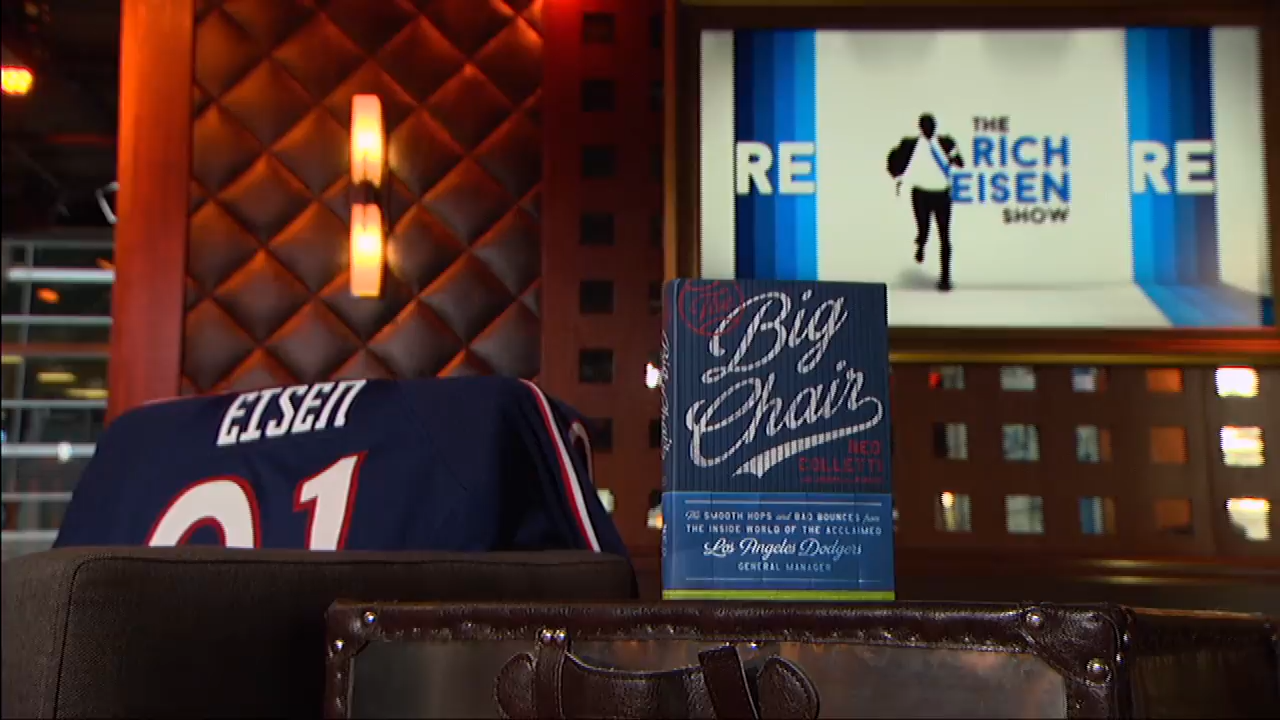 RE
THE
RICH
EISEN
SHOW
RE
The
Big
Chair
NED
COLLETTI
The SMOOTH HOPS and BAD BOUNCES from
THE INSIDE WORLD OF THE ACCLAIMED
Los Angeles Dodgers
GENERAL MANAGER
EISEN